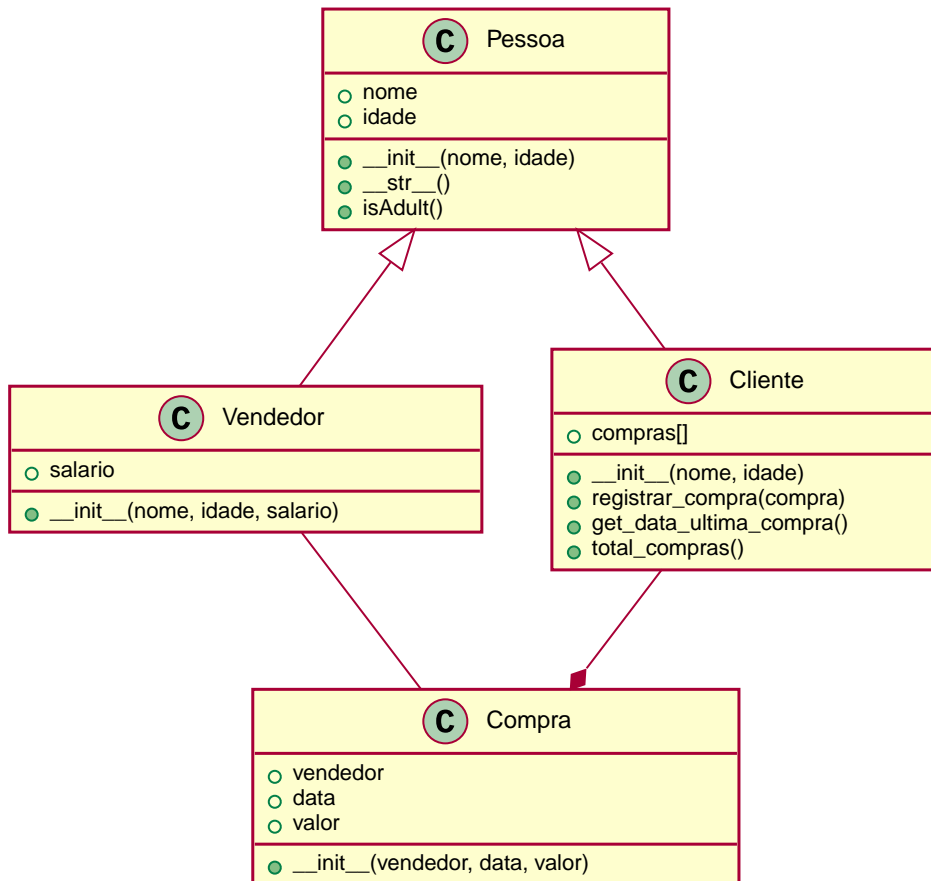 C Pessoa
nome
idade
__init__(nome, idade)
__str__()
isAdult()
C Vendedor
salario
__init__(nome, idade, salario)
C Cliente
compras[]
__init__(nome, idade)
registrar_compra(compra)
get_data_ultima_compra()
total_compras()
C Compra
vendedor
data
valor
__init__(vendedor, data, valor)